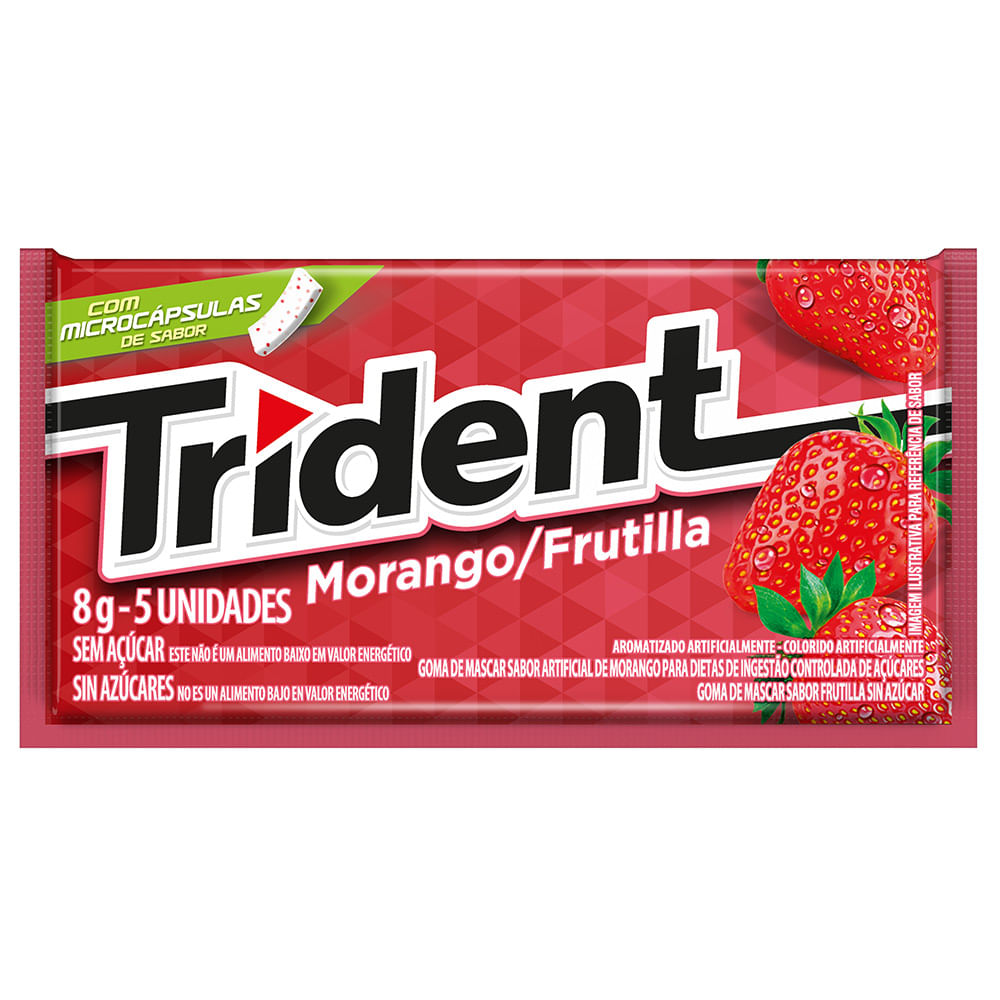 COM
MICROCÁPSULAS
DE SABOR
Trident
Morango/Frutilla
8 g - 5 UNIDADES
SEM AÇÚCAR ESTE NÃO É UM ALIMENTO BAIXO EM VALOR ENERGÉTICO
SIN AZÚCARES NO ES UN ALIMENTO BAJO EN VALOR ENERGÉTICO
AROMATIZADO ARTIFICIALMENTE - COLORIDO ARTIFICIALMENTE
GOMA DE MASCAR SABOR ARTIFICIAL DE MORANGO PARA DIETAS DE INGESTÃO CONTROLADA DE AÇÚCARES
GOMA DE MASCAR SABOR FRUTILLA SIN AZÚCAR
IMAGEM ILUSTRATIVA PARA REFERÊNCIA DE SABOR